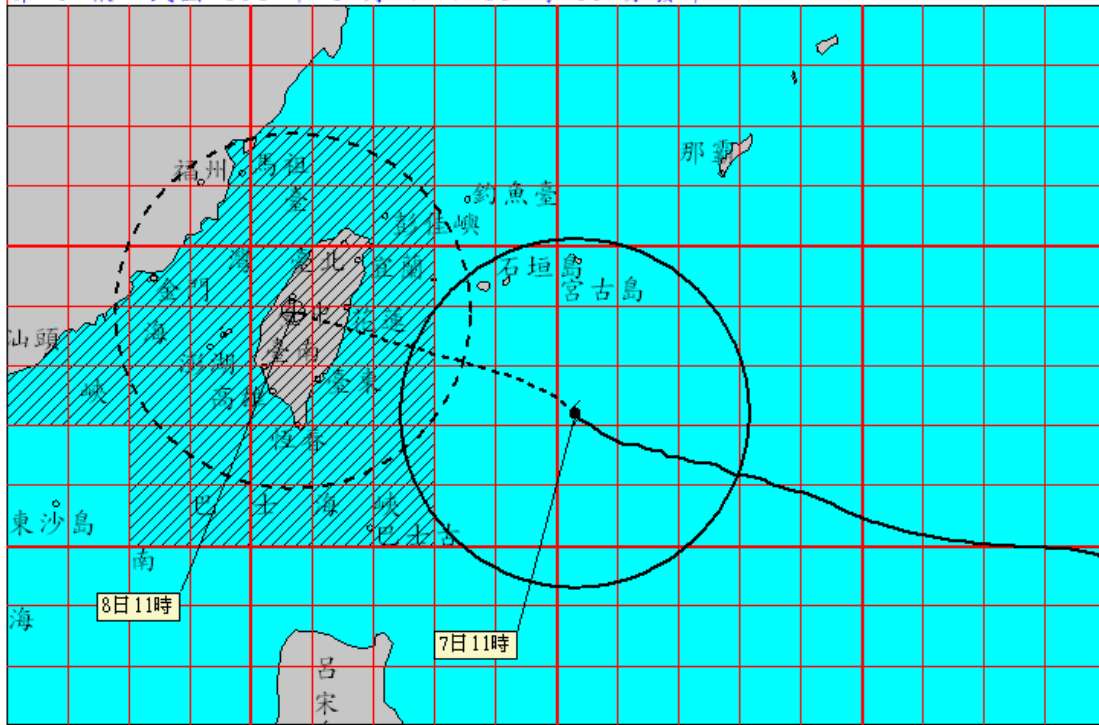 那霸
馬祖
福州
臺
釣魚臺
彭佳嶼
灣
臺北
宜蘭
石垣島
宮古島
金門
花蓮
海
汕頭
臺南
澎湖
臺東
峽
高雄
恆春
巴士海峽
東沙島
巴士古
南
8日11時
海
7日11時
呂
宋